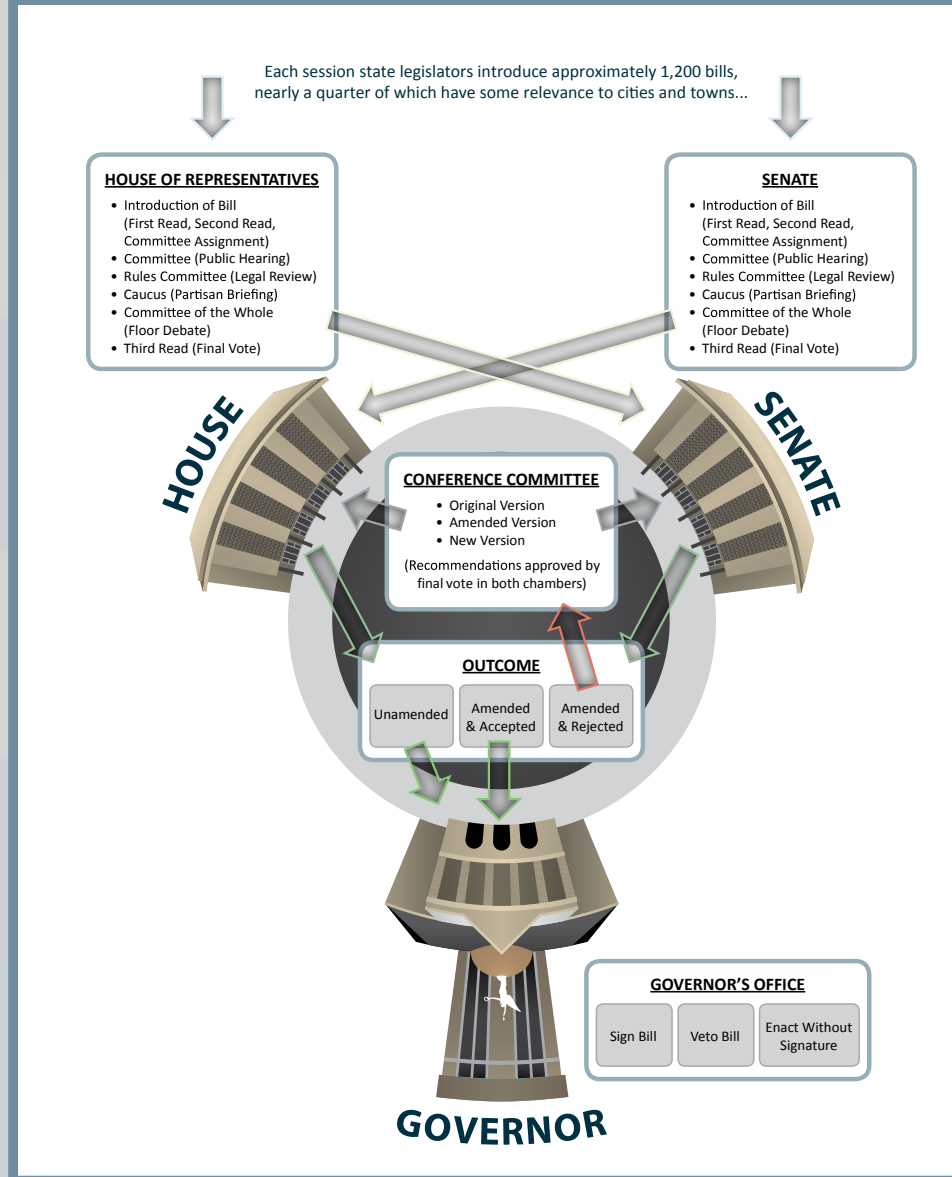 Each session state legislators introduce approximately 1,200 bills,
nearly a quarter of which have some relevance to cities and towns...
HOUSE OF REPRESENTATIVES
• Introduction of Bill
(First Read, Second Read,
Committee Assignment)
• Committee (Public Hearing)
• Rules Committee (Legal Review)
• Caucus (Partisan Briefing)
• Committee of the Whole
(Floor Debate)
• Third Read (Final Vote)
SENATE
• Introduction of Bill
(First Read, Second Read,
Committee Assignment)
• Committee (Public Hearing)
• Rules Committee (Legal Review)
• Caucus (Partisan Briefing)
• Committee of the Whole
(Floor Debate)
• Third Read (Final Vote)
HOUSE
SENATE
CONFERENCE COMMITTEE
• Original Version
• Amended Version
• New Version
(Recommendations approved by
final vote in both chambers)
OUTCOME
Unamended
Amended
& Accepted
Amended
& Rejected
GOVERNOR'S OFFICE
Sign Bill
Veto Bill
Enact Without
Signature
GOVERNOR